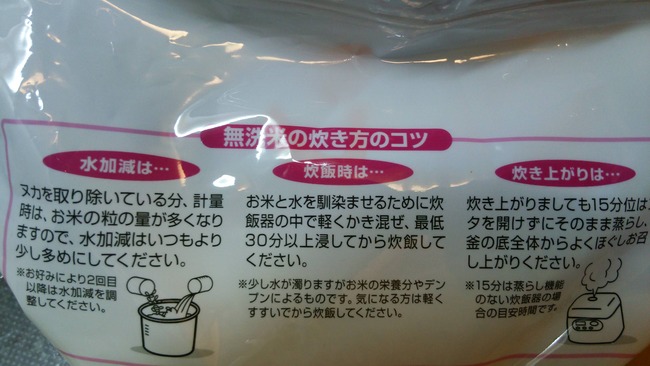 無洗米の炊き方のコツ
水加減は…
ヌカを取り除いている分、計量
時は、お米の粒の量が多くなり
ますので、水加減はいつもより
少し多めにしてください。
※お好みにより2回目
以降は水加減を調
整してください。
炊飯時は…
お米と水を馴染ませるために炊
飯器の中で軽くかき混ぜ、最低
30分以上浸してから炊飯して
ください。
※少し水が濁りますがお米の栄養分やデン
プンによるものです。気になる方は軽く
すすいでから炊飯してください。
炊き上がりは…
炊き上がりましても15分位は
タを開けずにそのまま蒸らし、
釜の底全体からよくほぐしお召
し上がりください。
※15分は蒸らし機能
のない炊飯器の場
合の目安時間です。